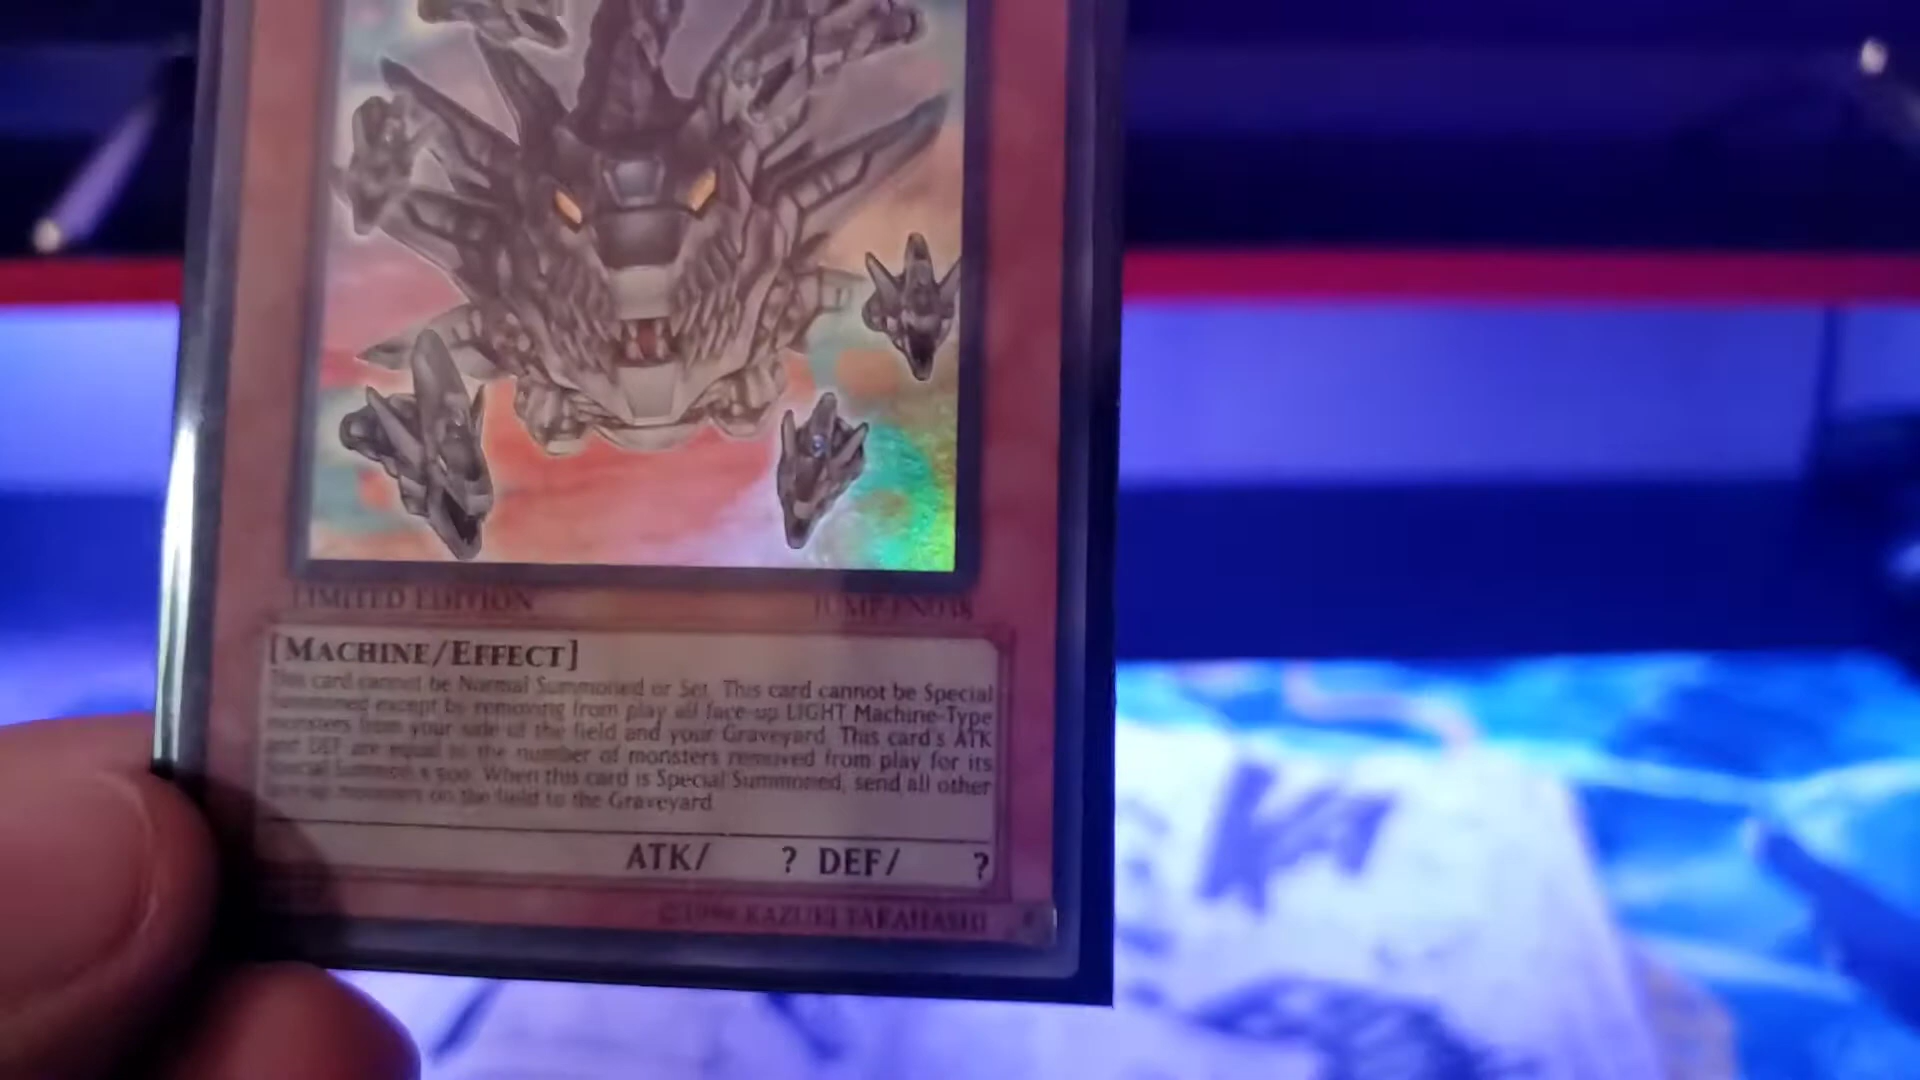 LIMITED EDITION JUMP-EN038
[MACHINE/EFFECT]
This card cannot be Normal Summoned or Set. This card cannot be Special
Summoned except by removing from play all face-up LIGHT Machine-Type
monsters from your side of the field and your Graveyard. This card's ATK
and DEF are equal to the number of monsters removed from play for its
Special Summon x 500. When this card is Special Summoned, send all other
face-up monsters on the field to the Graveyard.
ATK/ ? DEF/ ?
©1996 KAZUKI TAKAHASHI